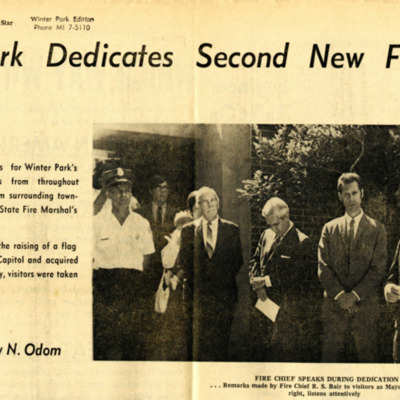 Star
Winter Park Edition
Phone MI 7-5110
rk Dedicates Second New F
s for Winter Park's
s from throughout
m surrounding town-
State Fire Marshal's
the raising of a flag
Capitol and acquired
y, visitors were taken
y N. Odom
FIRE CHIEF SPEAKS DURING DEDICATION
. . . Remarks made by Fire Chief R. S. Bair to visitors as Mayo
right, listens attentively